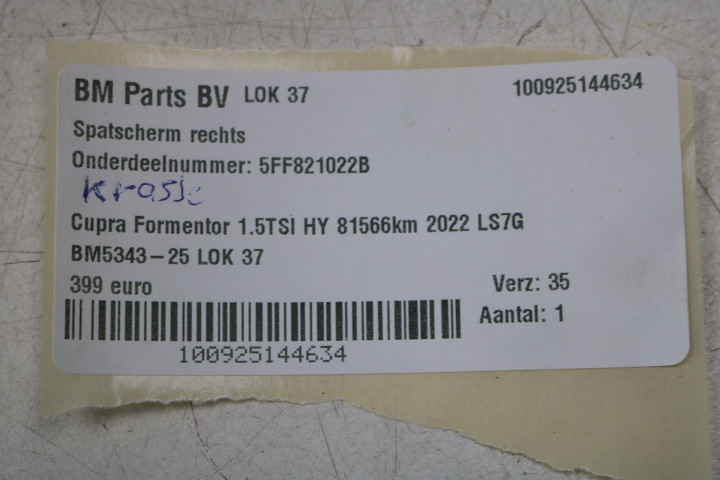 BM Parts BV LOK 37 100925144634
Spatscherm rechts
Onderdeelnummer: 5FF821022B
krasje
Cupra Formentor 1.5TSI HY 81566km 2022 LS7G
BM5343-25 LOK 37
399 euro Verz: 35
Aantal: 1
100925144634